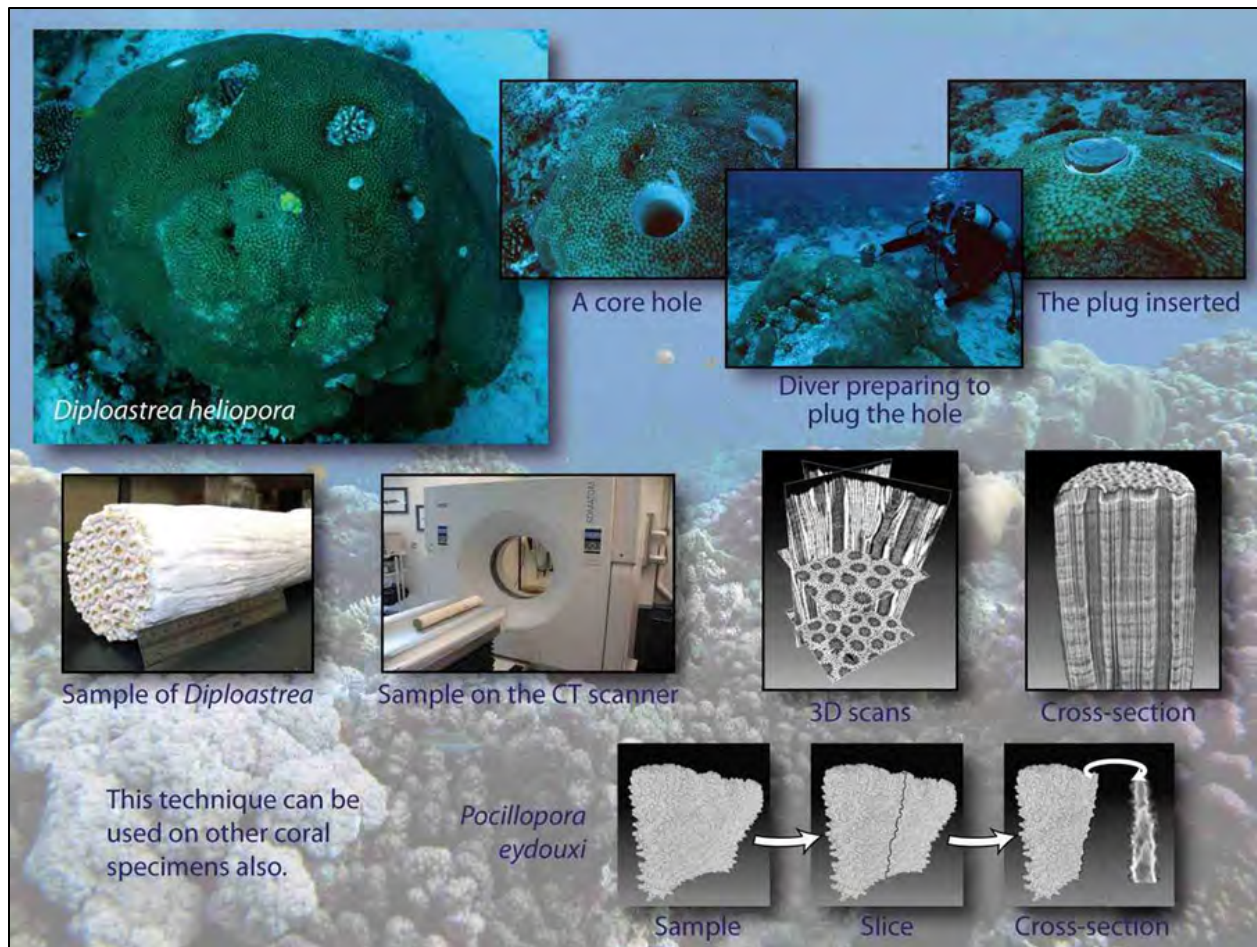 Diploastrea heliopora
A core hole
Diver preparing to
plug the hole
The plug inserted
Sample of Diploastrea
Sample on the CT scanner
SOMATOM
3D scans
Cross-section
This technique can be
used on other coral
specimens also.
Pocillopora
eydouxi
Sample
Slice
Cross-section